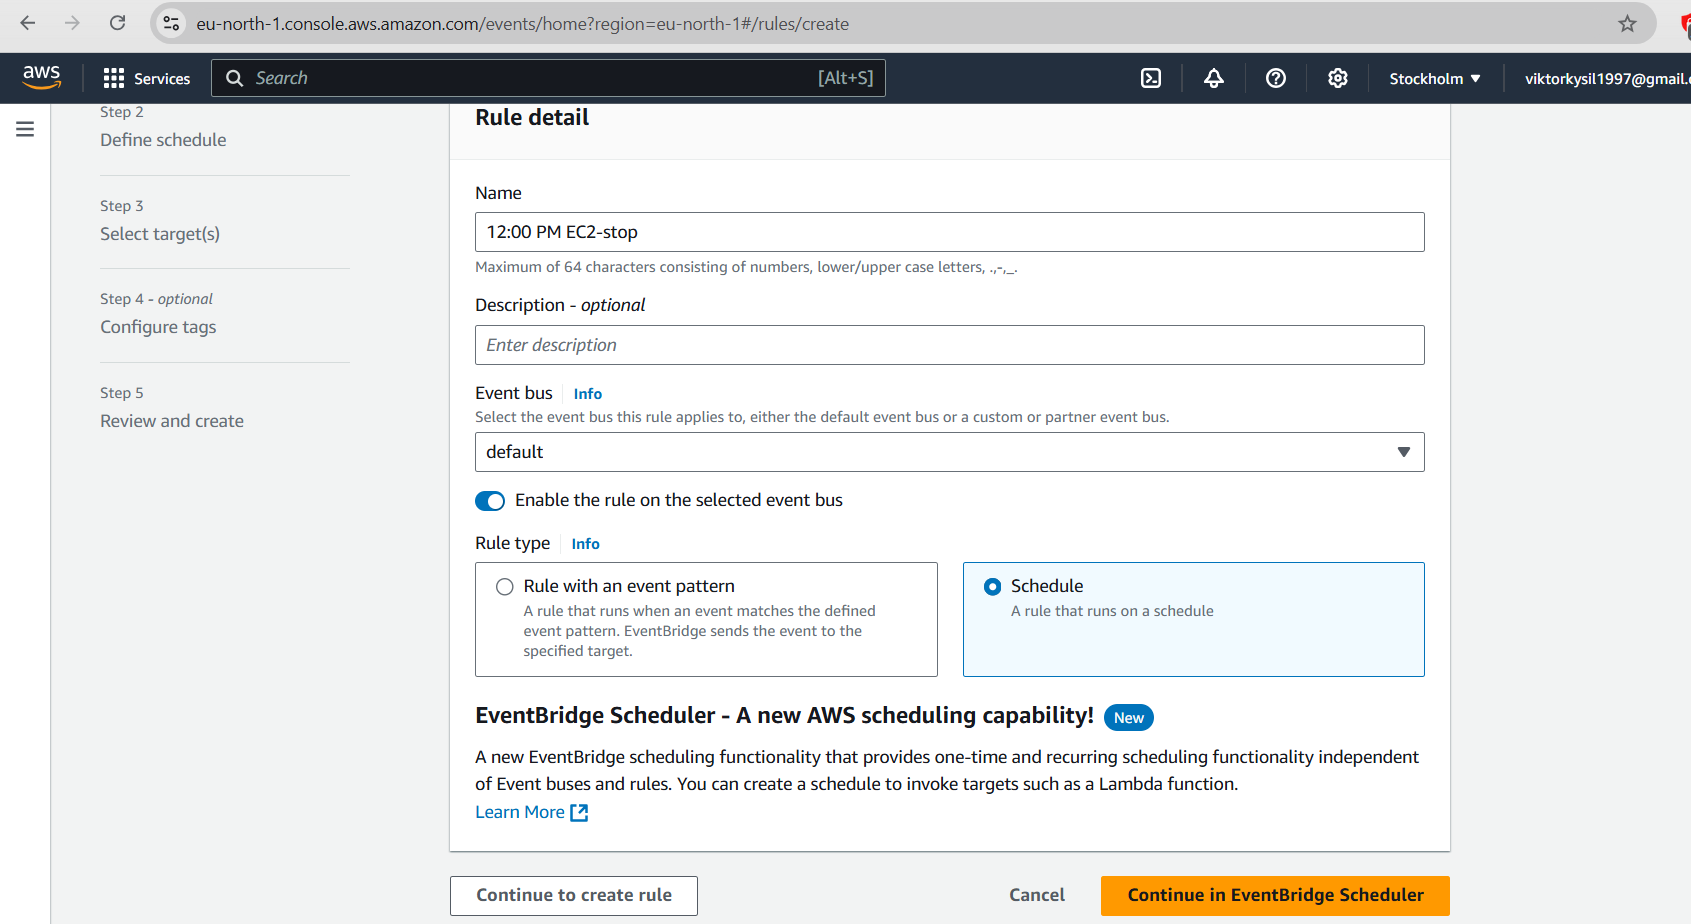 eu-north-1.console.aws.amazon.com/events/home?region=eu-north-1#/rules/create
aws
Services
Search
[Alt+S]
Stockholm
viktorkysil1997@gmail.
Step 2
Define schedule
Step 3
Select target(s)
Step 4 - optional
Configure tags
Step 5
Review and create
Rule detail
Name
12:00 PM EC2-stop
Maximum of 64 characters consisting of numbers, lower/upper case letters, .,-,_.
Description - optional
Enter description
Event bus
Info
Select the event bus this rule applies to, either the default event bus or a custom or partner event bus.
default
Enable the rule on the selected event bus
Rule type
Info
Rule with an event pattern
A rule that runs when an event matches the defined
event pattern. EventBridge sends the event to the
specified target.
Schedule
A rule that runs on a schedule
EventBridge Scheduler - A new AWS scheduling capability!
New
A new EventBridge scheduling functionality that provides one-time and recurring scheduling functionality independent
of Event buses and rules. You can create a schedule to invoke targets such as a Lambda function.
Learn More
Continue to create rule
Cancel
Continue in EventBridge Scheduler